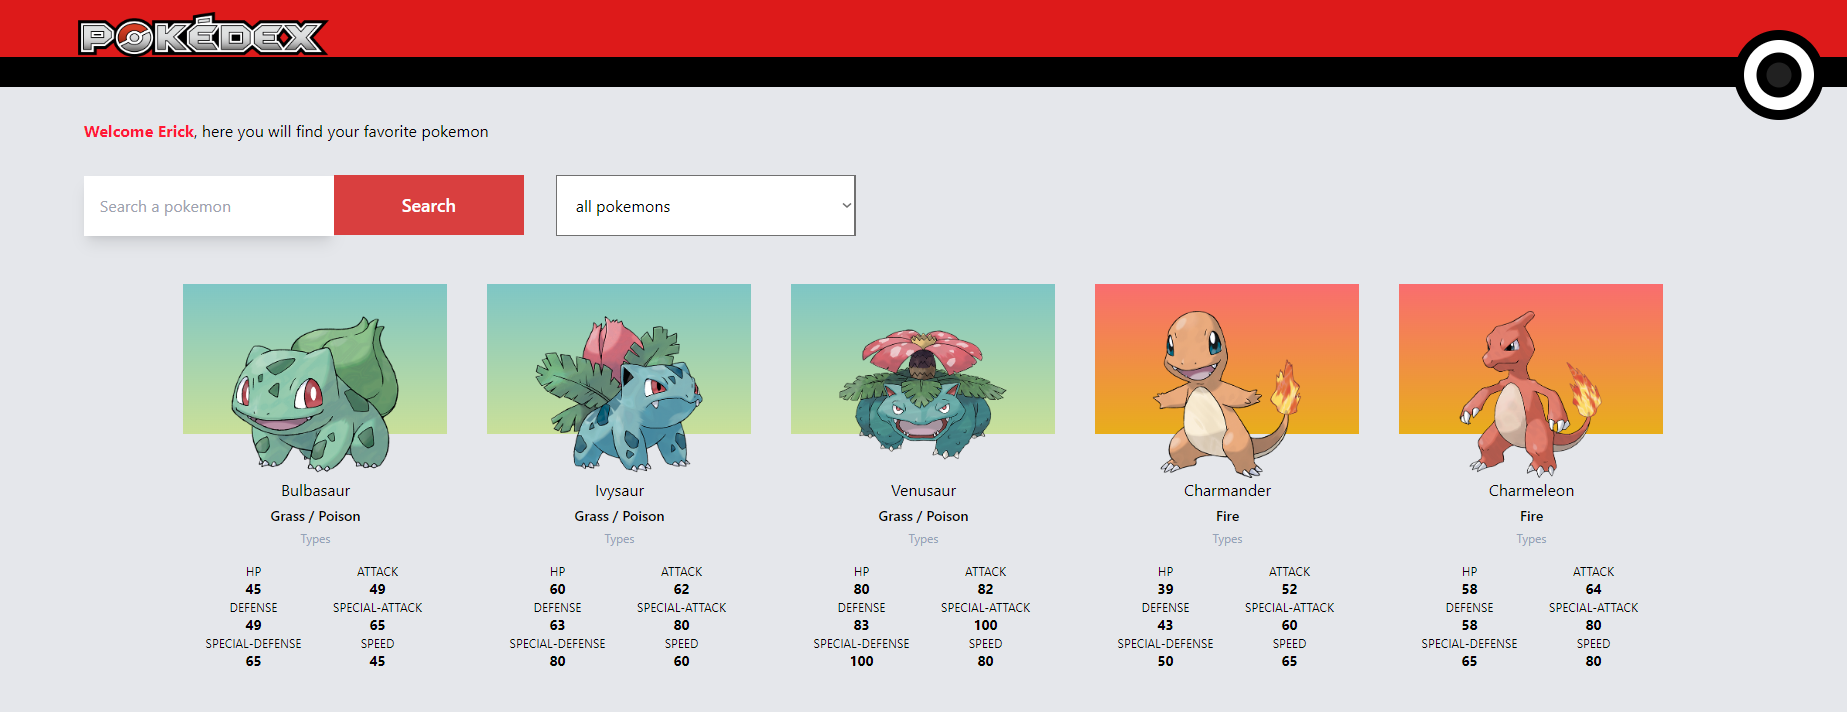 POKÉDEX
Welcome Erick, here you will find your favorite pokemon
Search a pokemon
Search
all pokemons
Bulbasaur
Grass / Poison
Types
HP ATTACK
45 49
DEFENSE SPECIAL-ATTACK
49 65
SPECIAL-DEFENSE SPEED
65 45
Ivysaur
Grass / Poison
Types
HP ATTACK
60 62
DEFENSE SPECIAL-ATTACK
63 80
SPECIAL-DEFENSE SPEED
80 60
Venusaur
Grass / Poison
Types
HP ATTACK
80 82
DEFENSE SPECIAL-ATTACK
83 100
SPECIAL-DEFENSE SPEED
100 80
Charmander
Fire
Types
HP ATTACK
39 52
DEFENSE SPECIAL-ATTACK
43 60
SPECIAL-DEFENSE SPEED
50 65
Charmeleon
Fire
Types
HP ATTACK
58 64
DEFENSE SPECIAL-ATTACK
58 80
SPECIAL-DEFENSE SPEED
65 80